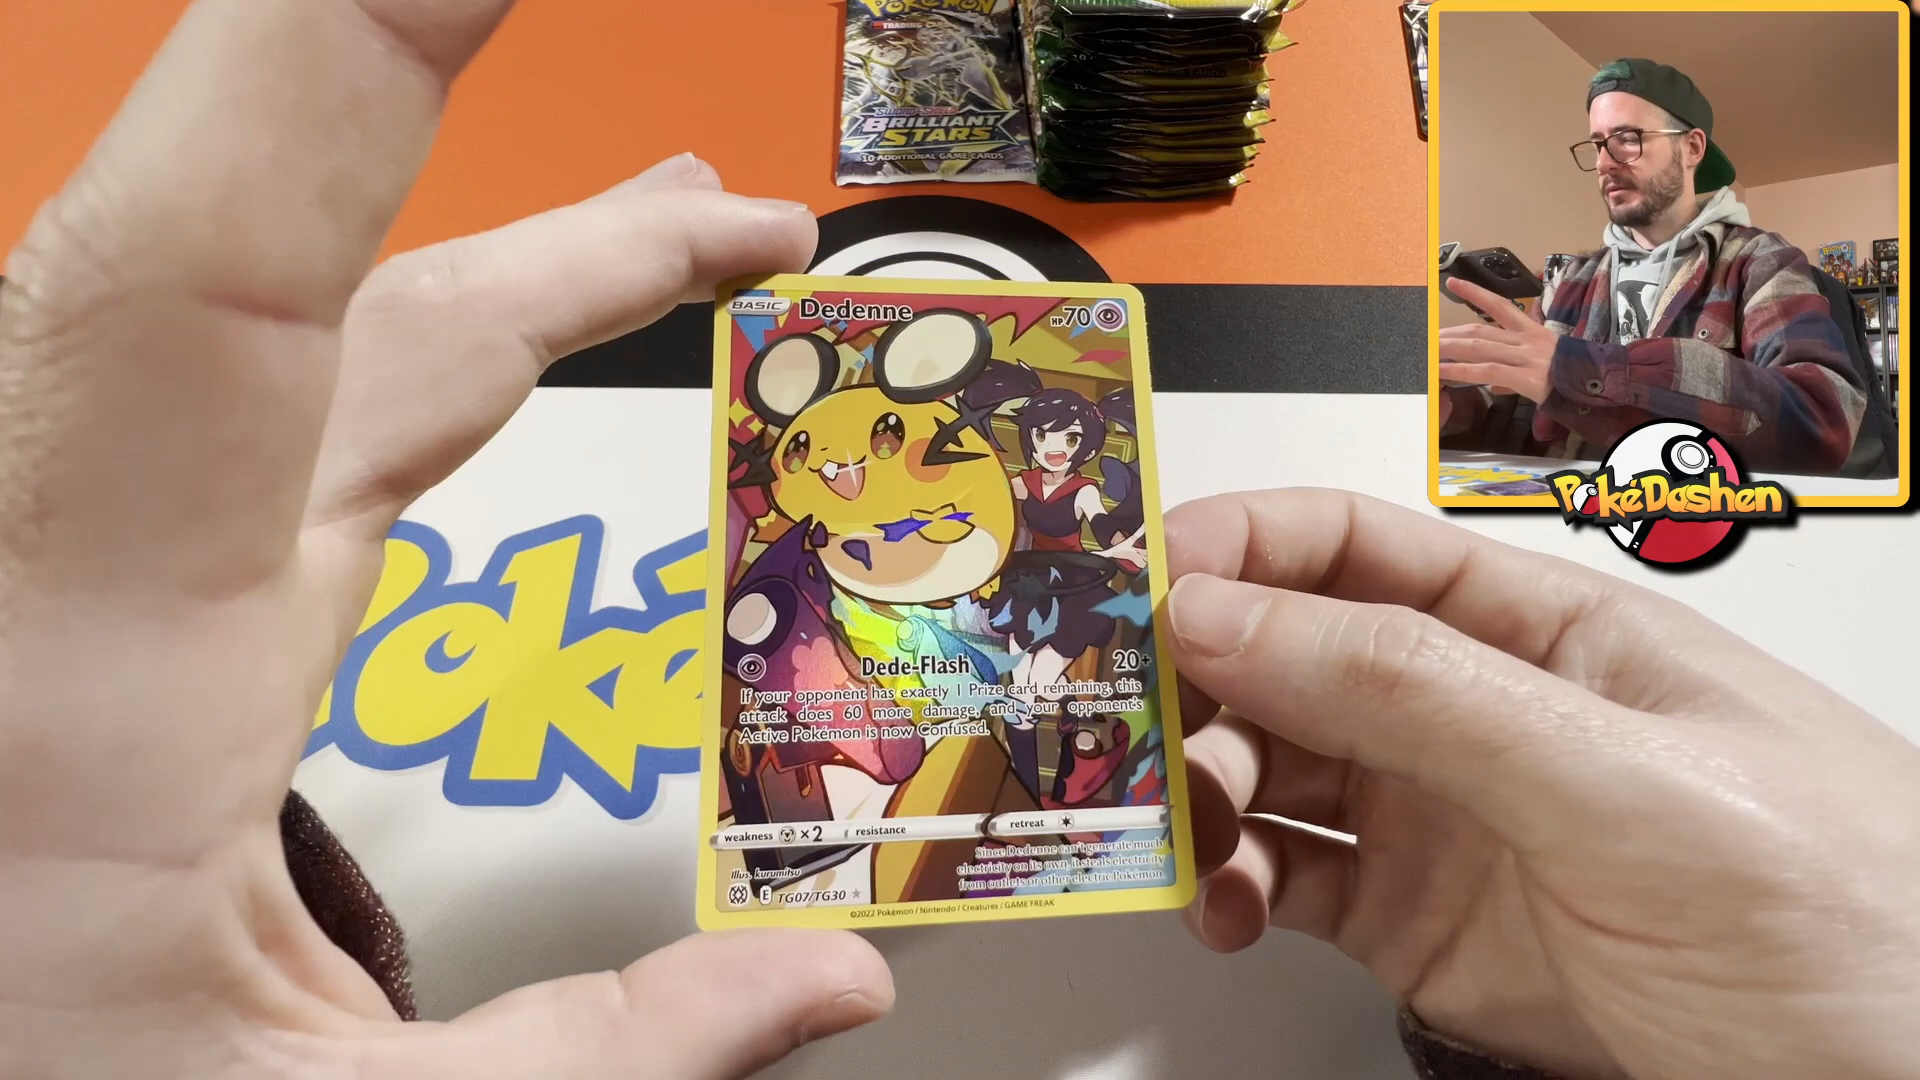 POKÉMON
TRADING
BRILLIANT
STARS
10 ADDITIONAL GAME CARDS
PokéDashen
Poké
BASIC Dedenne HP70
Dede-Flash 20+
If your opponent has exactly 1 Prize card remaining, this
attack does 60 more damage, and your opponent's
Active Pokémon is now Confused.
weakness ×2 resistance retreat
Since Dedenne can't generate much
electricity on its own, it steals electricity
from outlets or other electric Pokémon.
Illus. kurumitsu
E TG07/TG30
©2022 Pokémon / Nintendo / Creatures / GAME FREAK